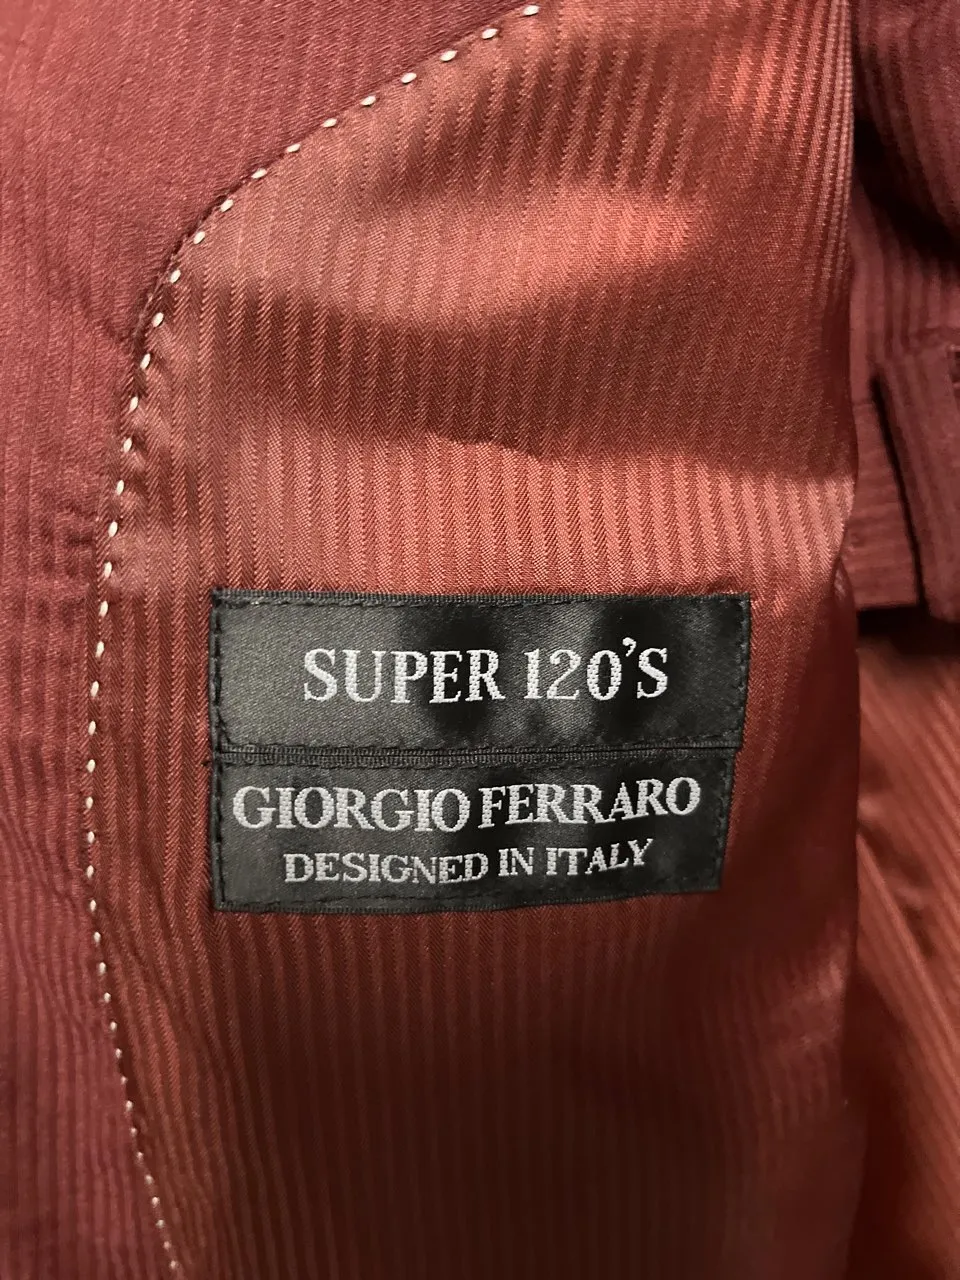 SUPER 120'S
GIORGIO FERRARO
DESIGNED IN ITALY